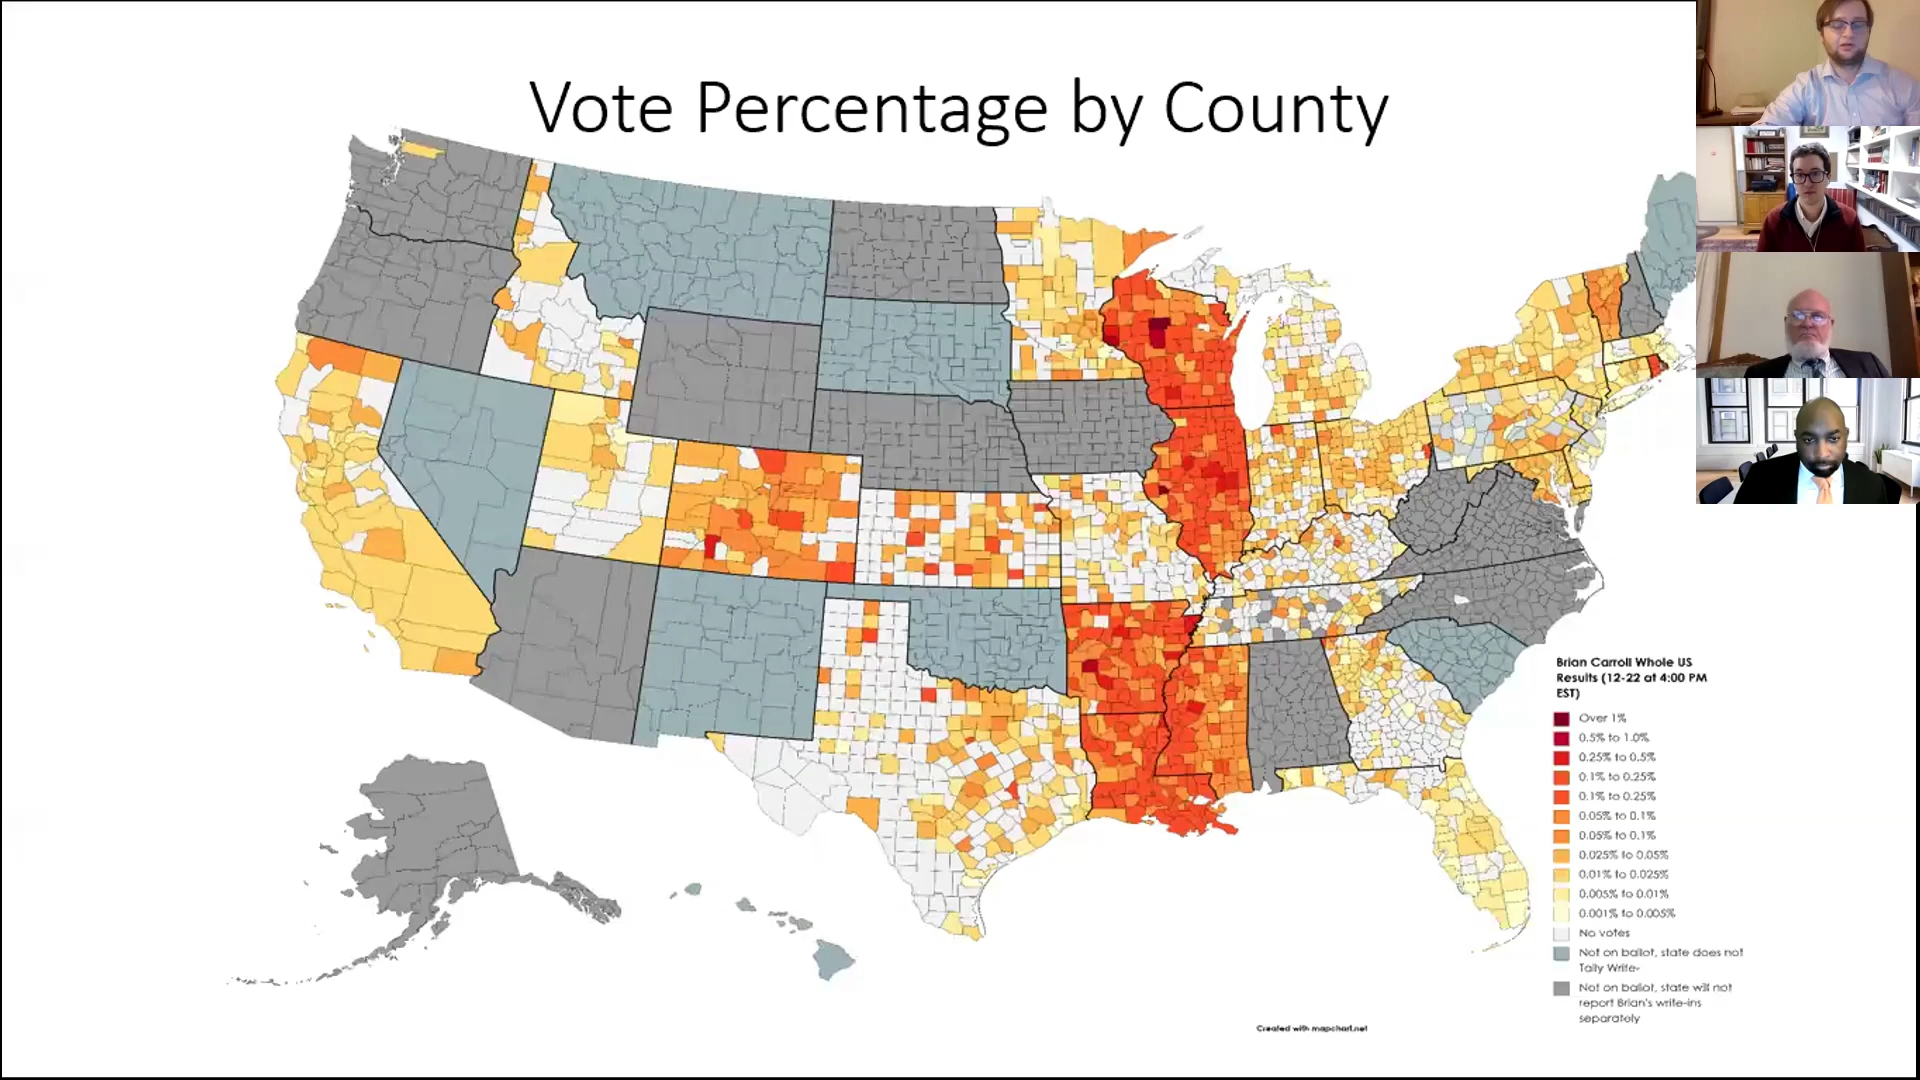 Vote Percentage by County
Brian Carroll Whole US
Results (12-22 at 4:00 PM
EST)
Over 1%
0.5% to 1.0%
0.25% to 0.5%
0.1% to 0.25%
0.1% to 0.25%
0.05% to 0.1%
0.05% to 0.1%
0.025% to 0.05%
0.01% to 0.025%
0.005% to 0.01%
0.001% to 0.005%
No votes
Not on ballot, state does not
Tally Write-
Not on ballot, state will not
report Brian's write-ins
separately
Created with mapchart.net